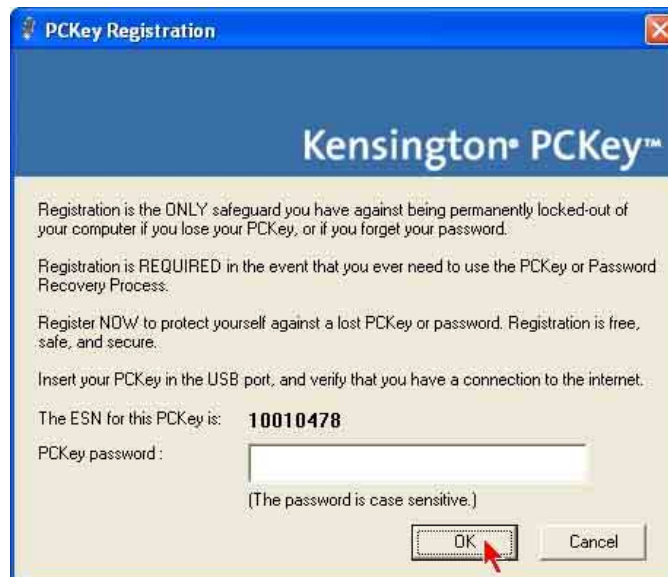 PCKey Registration
Kensington® PCKey™
Registration is the ONLY safeguard you have against being permanently locked-out of
your computer if you lose your PCKey, or if you forget your password.
Registration is REQUIRED in the event that you ever need to use the PCKey or Password
Recovery Process.
Register NOW to protect yourself against a lost PCKey or password. Registration is free,
safe, and secure.
Insert your PCKey in the USB port, and verify that you have a connection to the internet.
The ESN for this PCKey is: 10010478
PCKey password :
(The password is case sensitive.)
OK Cancel